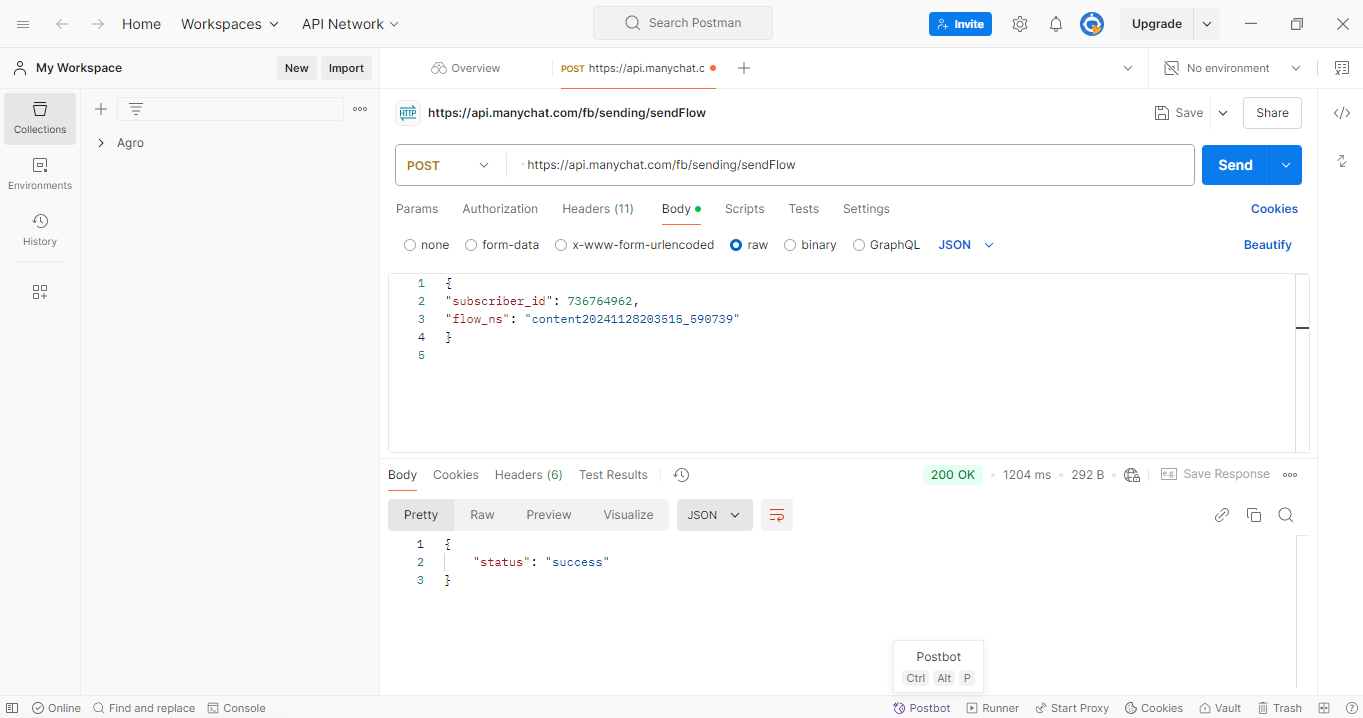 Home Workspaces API Network Search Postman Invite Upgrade
My Workspace New Import Overview POST https://api.manychat.c No environment
Collections
Environments
History
Agro
HTTP https://api.manychat.com/fb/sending/sendFlow Save Share
POST https://api.manychat.com/fb/sending/sendFlow Send
Params Authorization Headers (11) Body Scripts Tests Settings Cookies
none form-data x-www-form-urlencoded raw binary GraphQL JSON Beautify
1 {
2 "subscriber_id": 736764962,
3 "flow_ns": "content20241128203515_590739"
4 }
5
Body Cookies Headers (6) Test Results 200 OK • 1204 ms • 292 B • e.g. Save Response
Pretty Raw Preview Visualize JSON
1 {
2 "status": "success"
3 }
Postbot
Ctrl Alt P
Online Find and replace Console Postbot Runner Start Proxy Cookies Vault Trash